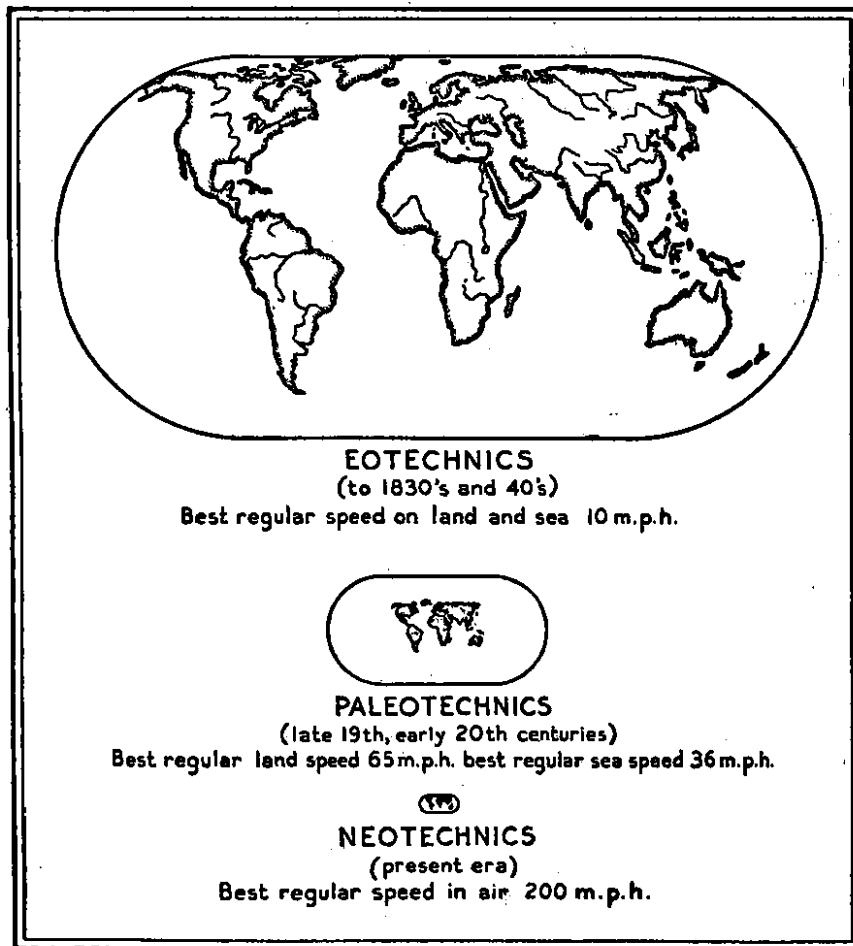 EOTECHNICS
(to 1830's and 40's)
Best regular speed on land and sea 10 m.p.h.
PALEOTECHNICS
(late 19th, early 20th centuries)
Best regular land speed 65 m.p.h. best regular sea speed 36 m.p.h.
NEOTECHNICS
(present era)
Best regular speed in air 200 m.p.h.